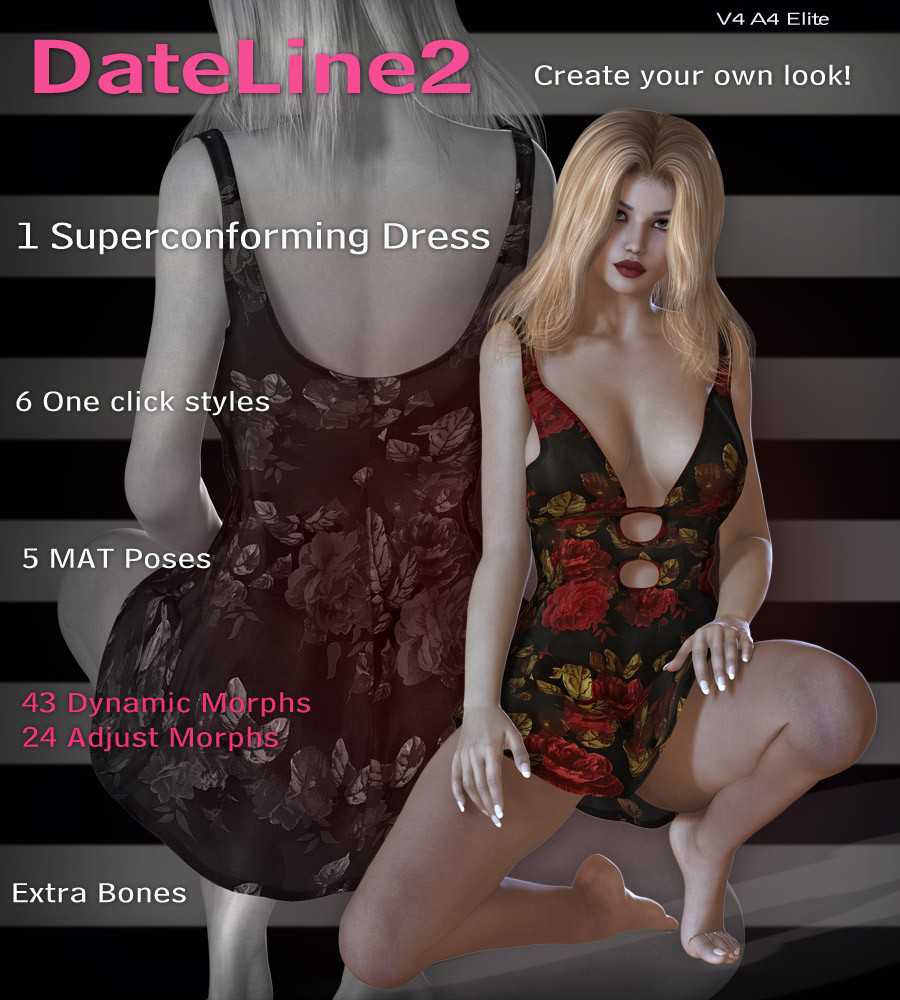 V4 A4 Elite
DateLine2
Create your own look!
1 Superconforming Dress
6 One click styles
5 MAT Poses
43 Dynamic Morphs
24 Adjust Morphs
Extra Bones